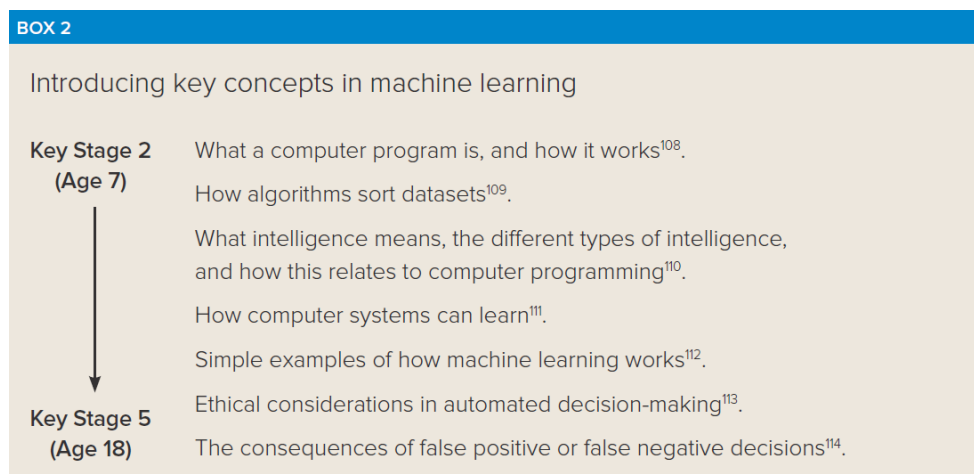 BOX 2
Introducing key concepts in machine learning
Key Stage 2
(Age 7)
What a computer program is, and how it works108.
How algorithms sort datasets109.
What intelligence means, the different types of intelligence,
and how this relates to computer programming110.
How computer systems can learn111.
Simple examples of how machine learning works112.
Key Stage 5
(Age 18)
Ethical considerations in automated decision-making113.
The consequences of false positive or false negative decisions114.